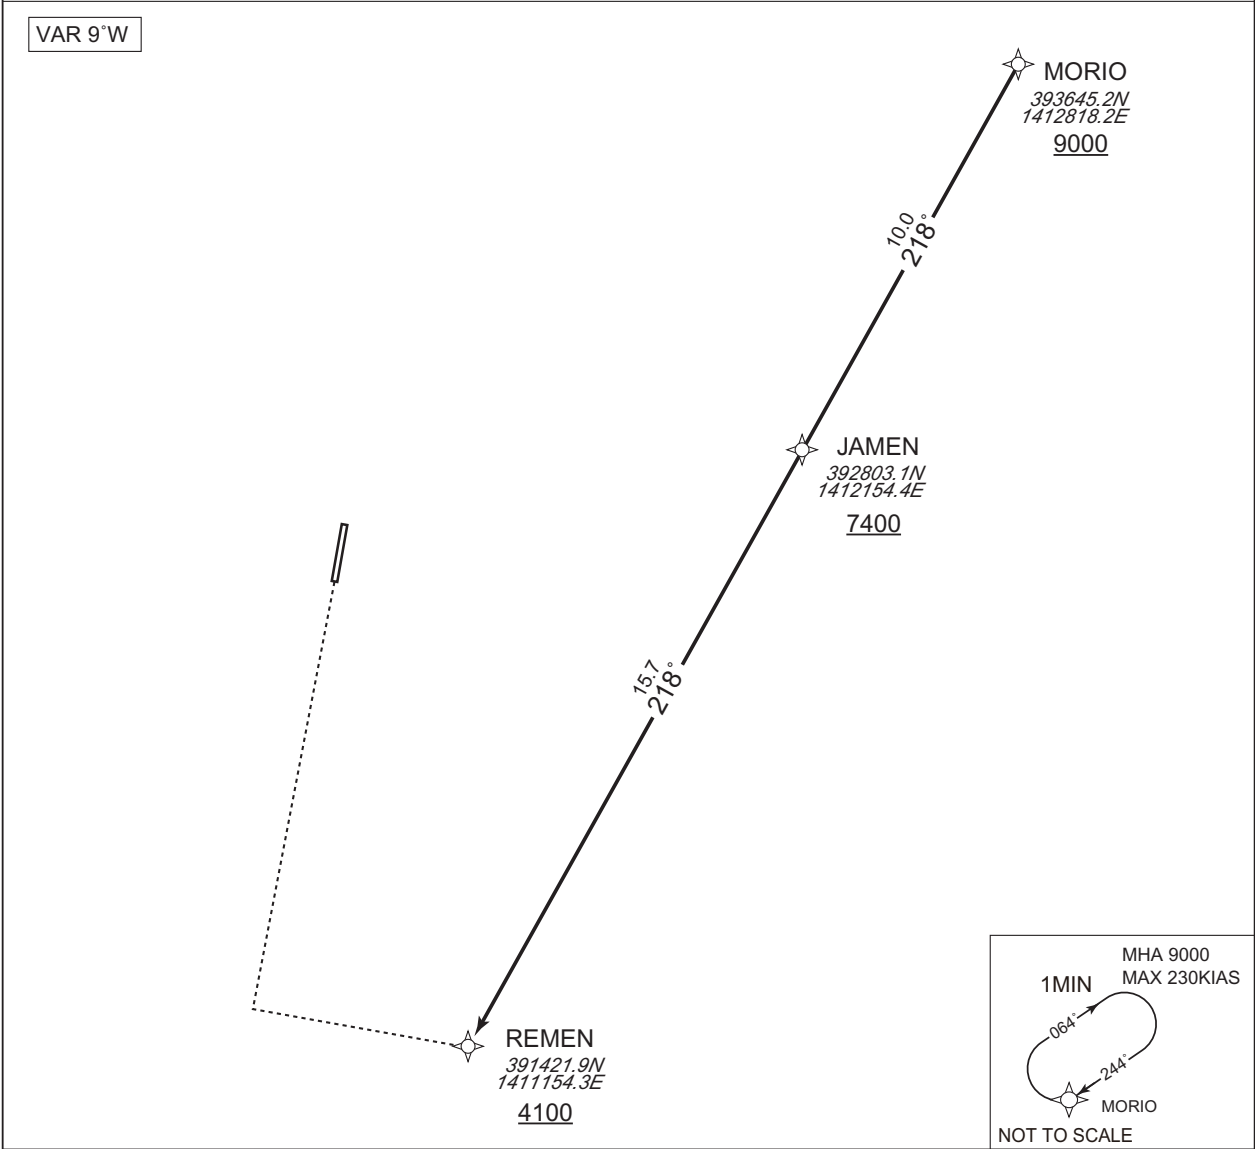 VAR 9°W
MORIO
393645.2N
1412818.2E
9000
10.0
218°
JAMEN
392803.1N
1412154.4E
7400
15.7
218°
REMEN
391421.9N
1411154.3E
4100
MHA 9000
MAX 230KIAS
1MIN
064°
244°
MORIO
NOT TO SCALE